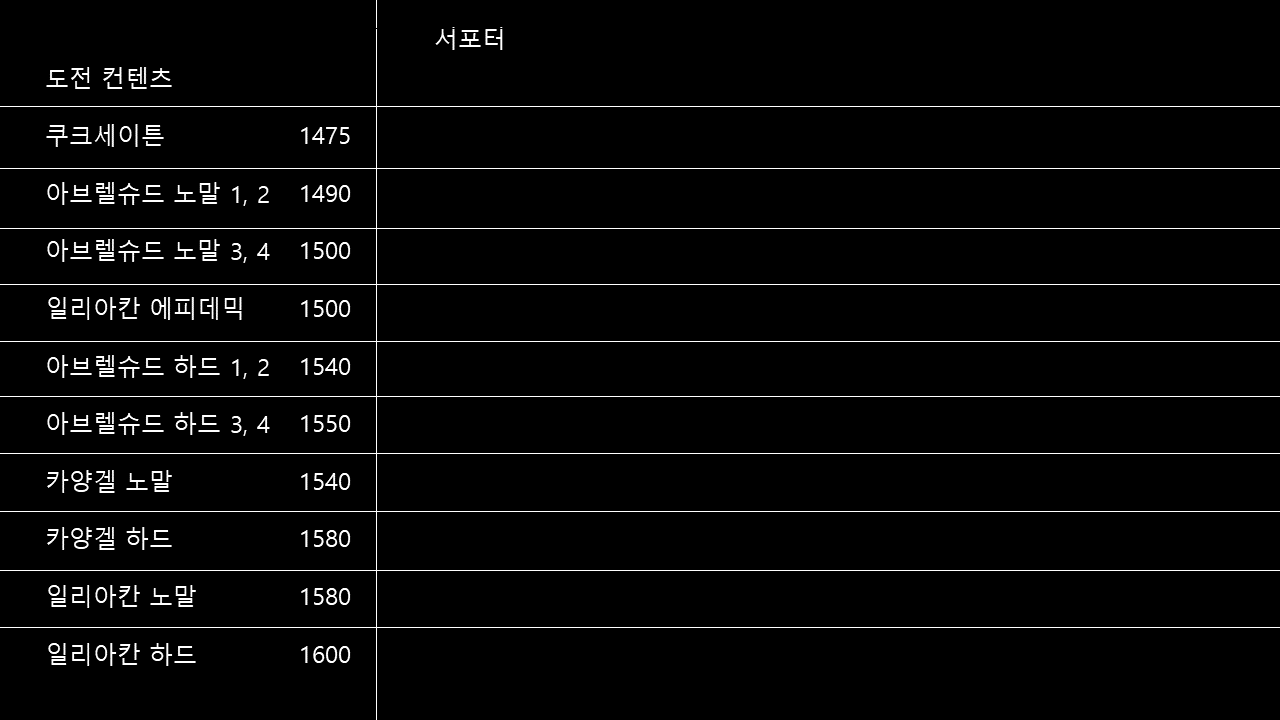 서포터
도전 컨텐츠
쿠크세이튼 1475
아브렐슈드 노말 1, 2 1490
아브렐슈드 노말 3, 4 1500
일리아칸 에피데믹 1500
아브렐슈드 하드 1, 2 1540
아브렐슈드 하드 3, 4 1550
카양겔 노말 1540
카양겔 하드 1580
일리아칸 노말 1580
일리아칸 하드 1600